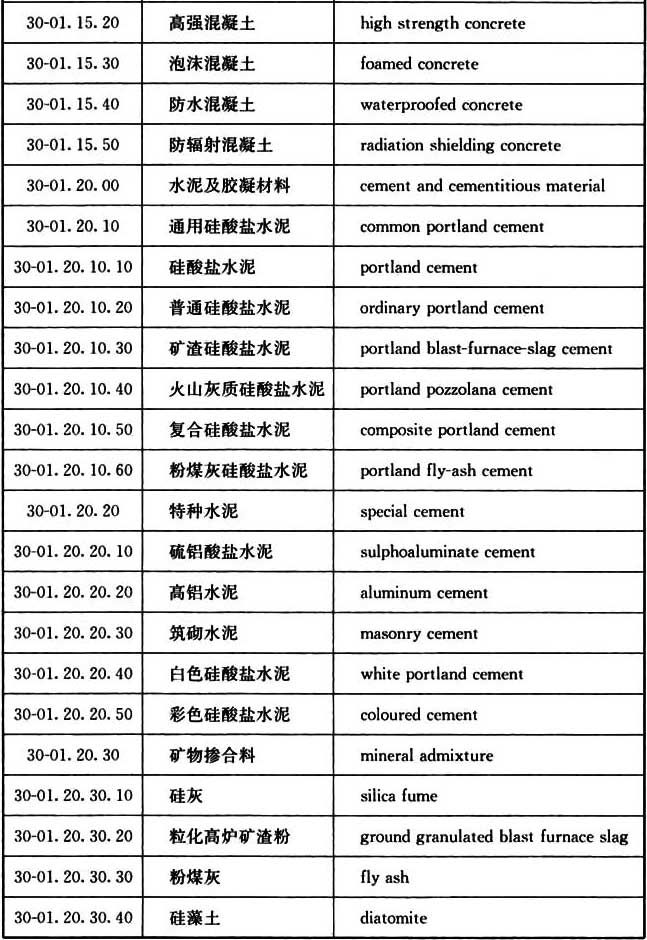 30-01. 15. 20 高强混凝土 high strength concrete
30-01. 15. 30 泡沫混凝土 foamed concrete
30-01. 15. 40 防水混凝土 waterproofed concrete
30-01. 15. 50 防辐射混凝土 radiation shielding concrete
30-01. 20. 00 水泥及胶凝材料 cement and cementitious material
30-01. 20. 10 通用硅酸盐水泥 common portland cement
30-01. 20. 10. 10 硅酸盐水泥 portland cement
30-01. 20. 10. 20 普通硅酸盐水泥 ordinary portland cement
30-01. 20. 10. 30 矿渣硅酸盐水泥 portland blast-furnace-slag cement
30-01. 20. 10. 40 火山灰质硅酸盐水泥 portland pozzolana cement
30-01. 20. 10. 50 复合硅酸盐水泥 composite portland cement
30-01. 20. 10. 60 粉煤灰硅酸盐水泥 portland fly-ash cement
30-01. 20. 20 特种水泥 special cement
30-01. 20. 20. 10 硫铝酸盐水泥 sulphoaluminate cement
30-01. 20. 20. 20 高铝水泥 aluminum cement
30-01. 20. 20. 30 筑砌水泥 masonry cement
30-01. 20. 20. 40 白色硅酸盐水泥 white portland cement
30-01. 20. 20. 50 彩色硅酸盐水泥 coloured cement
30-01. 20. 30 矿物掺合料 mineral admixture
30-01. 20. 30. 10 硅灰 silica fume
30-01. 20. 30. 20 粒化高炉矿渣粉 ground granulated blast furnace slag
30-01. 20. 30. 30 粉煤灰 fly ash
30-01. 20. 30. 40 硅藻土 diatomite